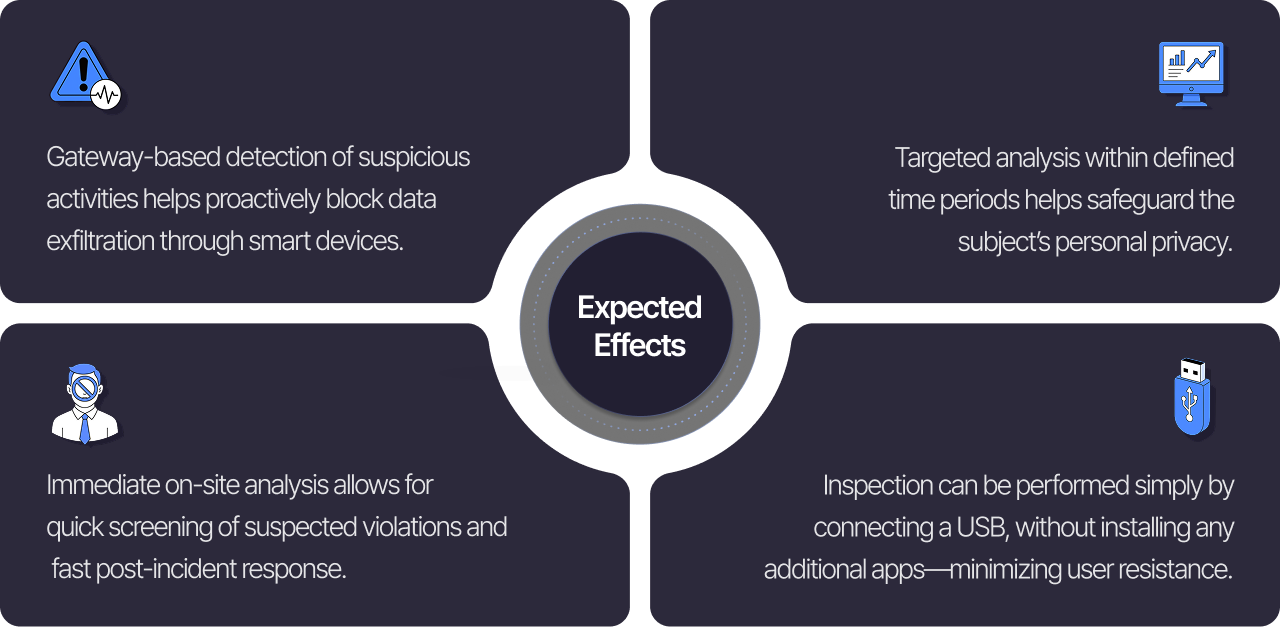 Gateway-based detection of suspicious
activities helps proactively block data
exfiltration through smart devices.
Targeted analysis within defined
time periods helps safeguard the
subject’s personal privacy.
Expected
Effects
Immediate on-site analysis allows for
quick screening of suspected violations and
fast post-incident response.
Inspection can be performed simply by
connecting a USB, without installing any
additional apps—minimizing user resistance.